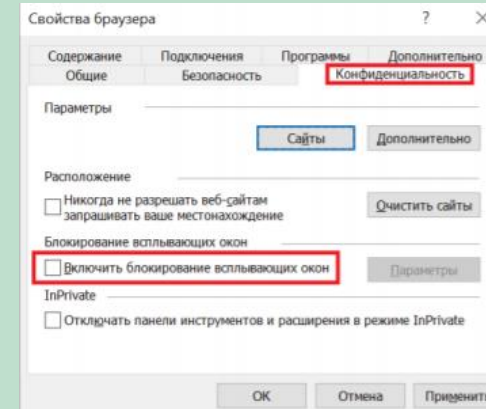 Свойства браузера ? ×
Содержание Подключения Программы Дополнительно
Общие Безопасность Конфиденциальность
Параметры
Сайты Дополнительно
Расположение
Никогда не разрешать веб-сайтам
запрашивать ваше местонахождение
Очистить сайты
Блокирование всплывающих окон
Включить блокирование всплывающих окон Параметры
InPrivate
Отключать панели инструментов и расширения в режиме InPrivate
OK Отмена Применить